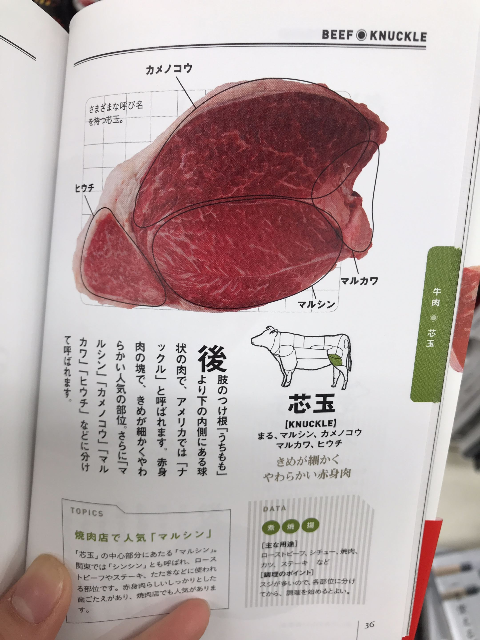 BEEF ◉ KNUCKLE
カメノコウ
さまざまな呼び名
を持つ芯玉。
ヒウチ
マルカワ
マルシン
牛肉 ◉ 芯玉
後肢のつけ根「うちもも」
より下の内側にある球
状の肉で、アメリカでは「ナ
ックル」と呼ばれます。赤身
肉の塊で、きめが細かくやわ
らかい人気の部位。さらに「マ
ルシン」「カメノコウ」「マル
カワ」「ヒウチ」などに分け
て呼ばれます。
芯玉
[KNUCKLE]
まる、マルシン、カメノコウ
マルカワ、ヒウチ
きめが細かく
やわらかい赤身肉
TOPICS
焼肉店で人気「マルシン」
「芯玉」の中心部分にあたる「マルシン」。
関東では「シンシン」とも呼ばれ、ロース
トビーフやステーキ、たたきなどに使われ
る部位です。赤身肉らしいしっかりとした
歯ごたえがあり、焼肉店でも人気がありま
す。
DATA
煮 焼 揚
[主な用途]
ローストビーフ、シチュー、焼肉、
カツ、ステーキ など
[調理のポイント]
スジが多いので、各部位に分け
てから、調理を始めるとよい。
36